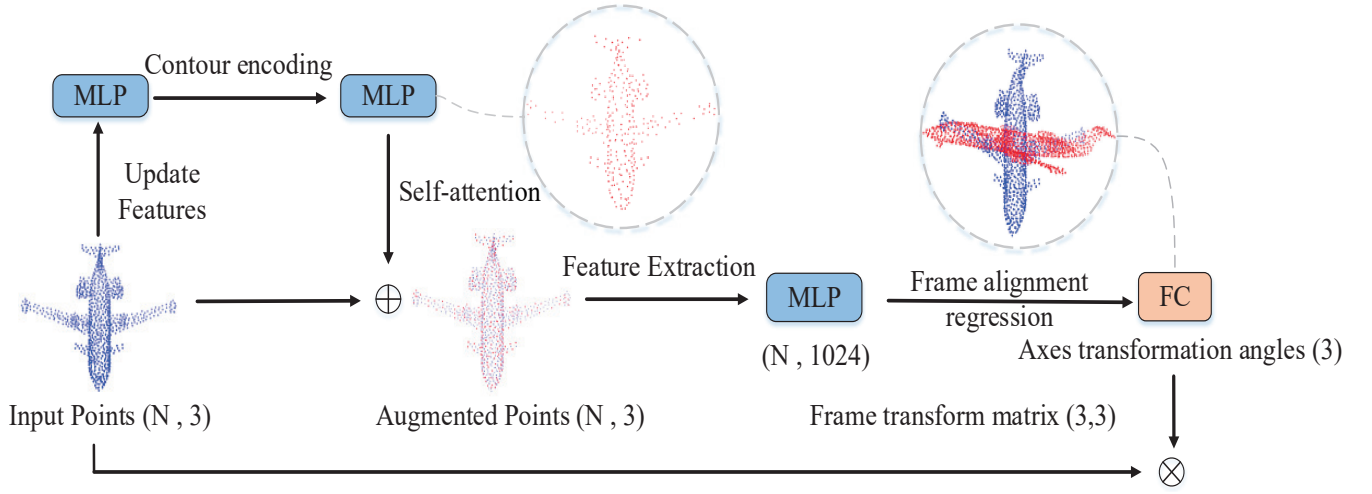 Contour encoding
MLP
MLP
Update
Features
Self-attention
Feature Extraction
MLP
Frame alignment
regression
FC
(N , 1024)
Axes transformation angles (3)
Input Points (N , 3)
Augmented Points (N , 3)
Frame transform matrix (3,3)